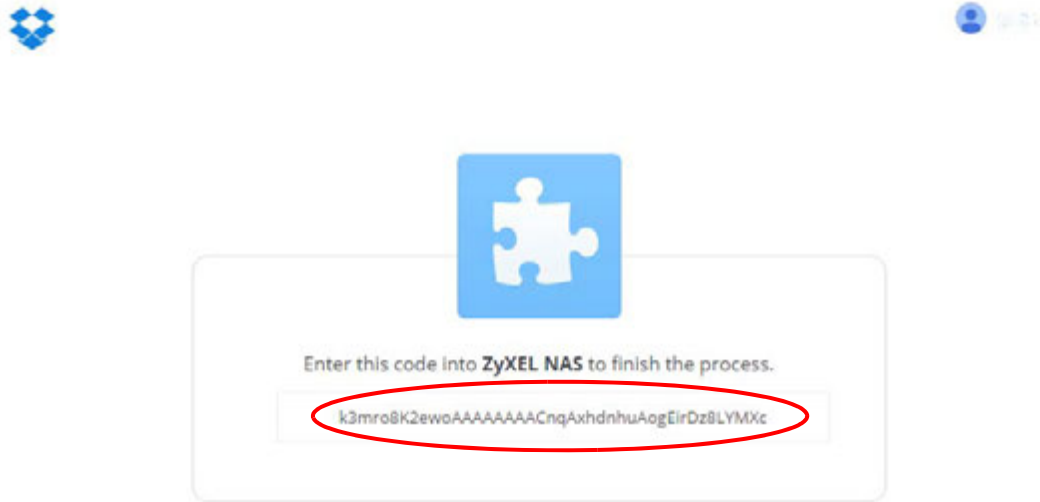 Enter this code into ZyXEL NAS to finish the process.
k3mro8K2ewoAAAAAAAACnqAxhdnhuAogEirDz8LYMXc